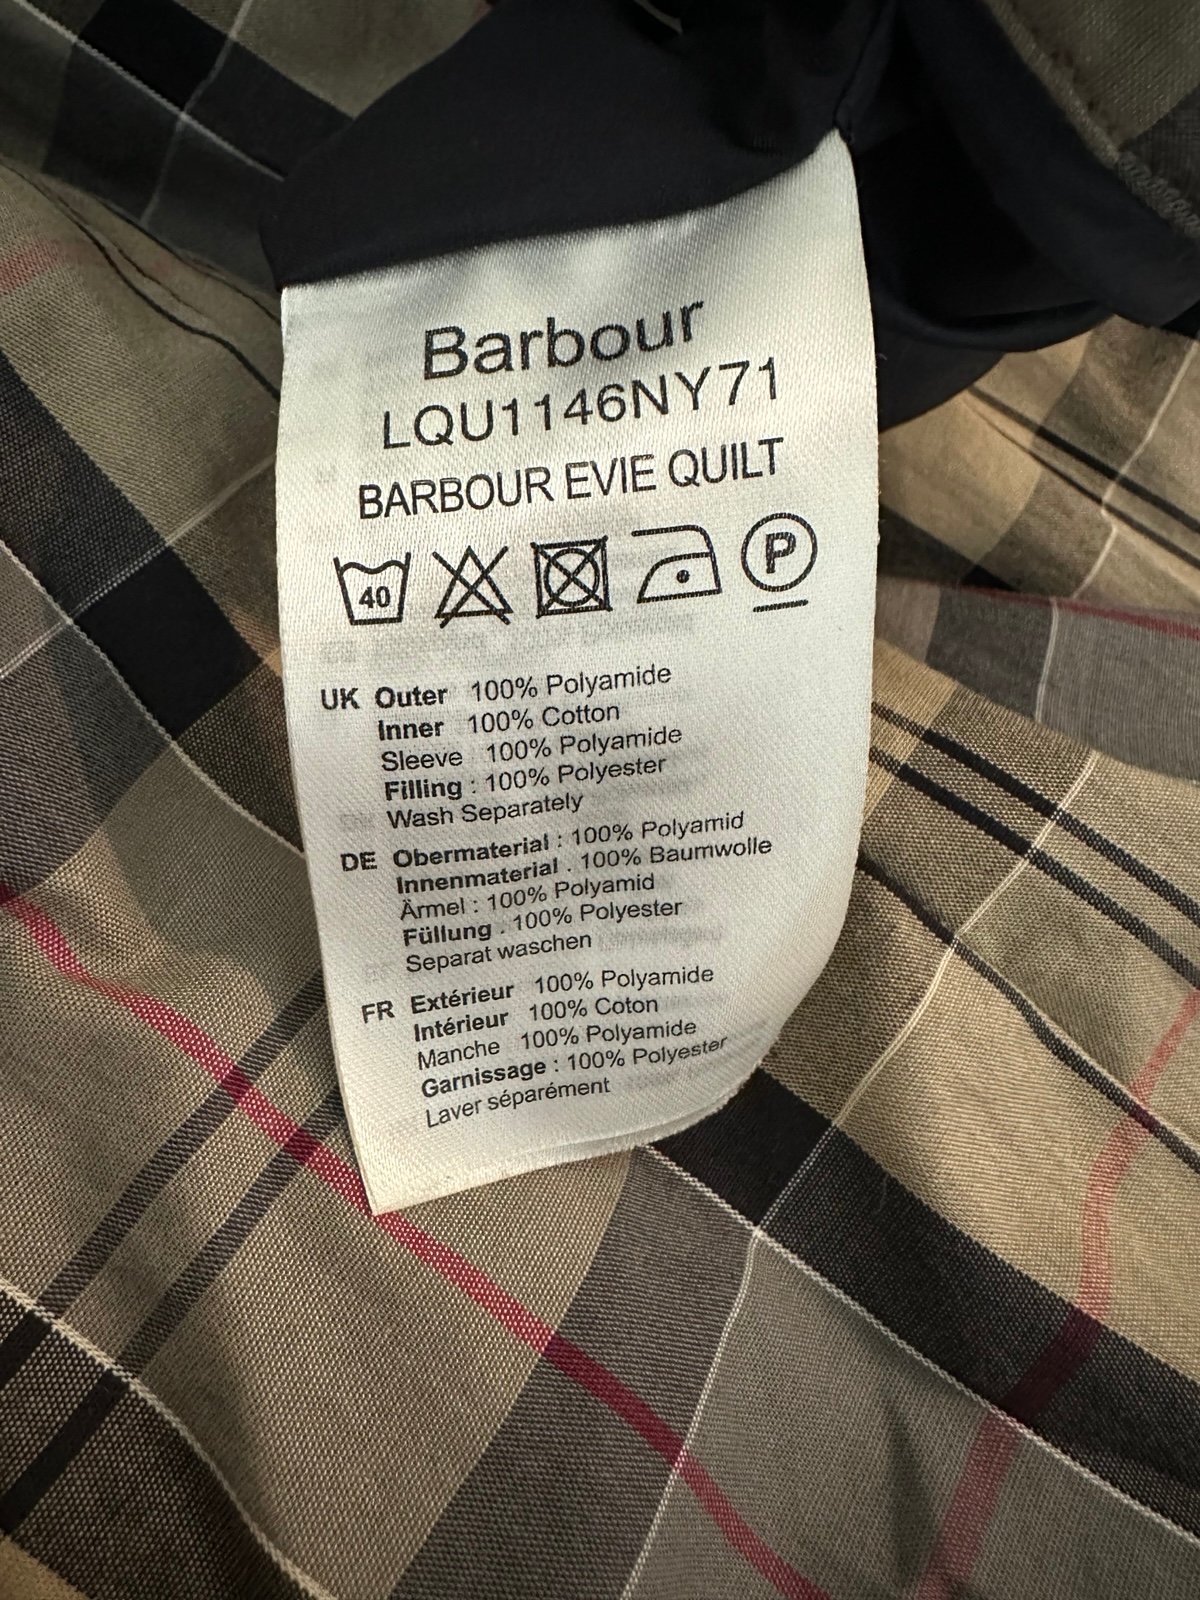 Barbour
LQU1146NY71
BARBOUR EVIE QUILT
40
P
UK Outer 100% Polyamide
Inner 100% Cotton
Sleeve 100% Polyamide
Filling : 100% Polyester
Wash Separately
DE Obermaterial : 100% Polyamid
Innenmaterial . 100% Baumwolle
Ärmel : 100% Polyamid
Füllung . 100% Polyester
Separat waschen
FR Extérieur 100% Polyamide
Intérieur 100% Coton
Manche 100% Polyamide
Garnissage : 100% Polyester
Laver séparément